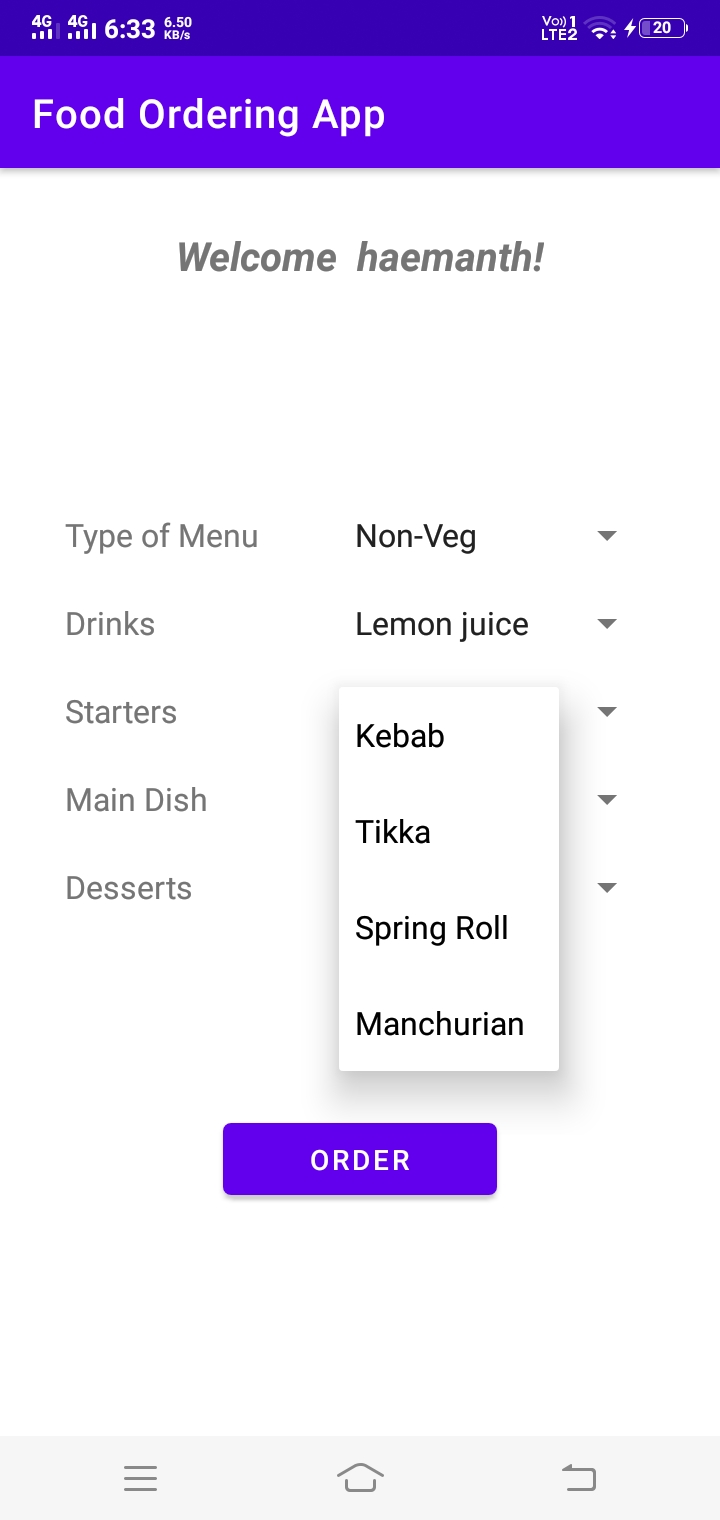 4G 4G 6:33 6.50 KB/s Vo)) 1 LTE2 20
Food Ordering App
Welcome haemanth!
Type of Menu Non-Veg
Drinks Lemon juice
Starters Kebab
Main Dish Tikka
Desserts Spring Roll
Manchurian
ORDER